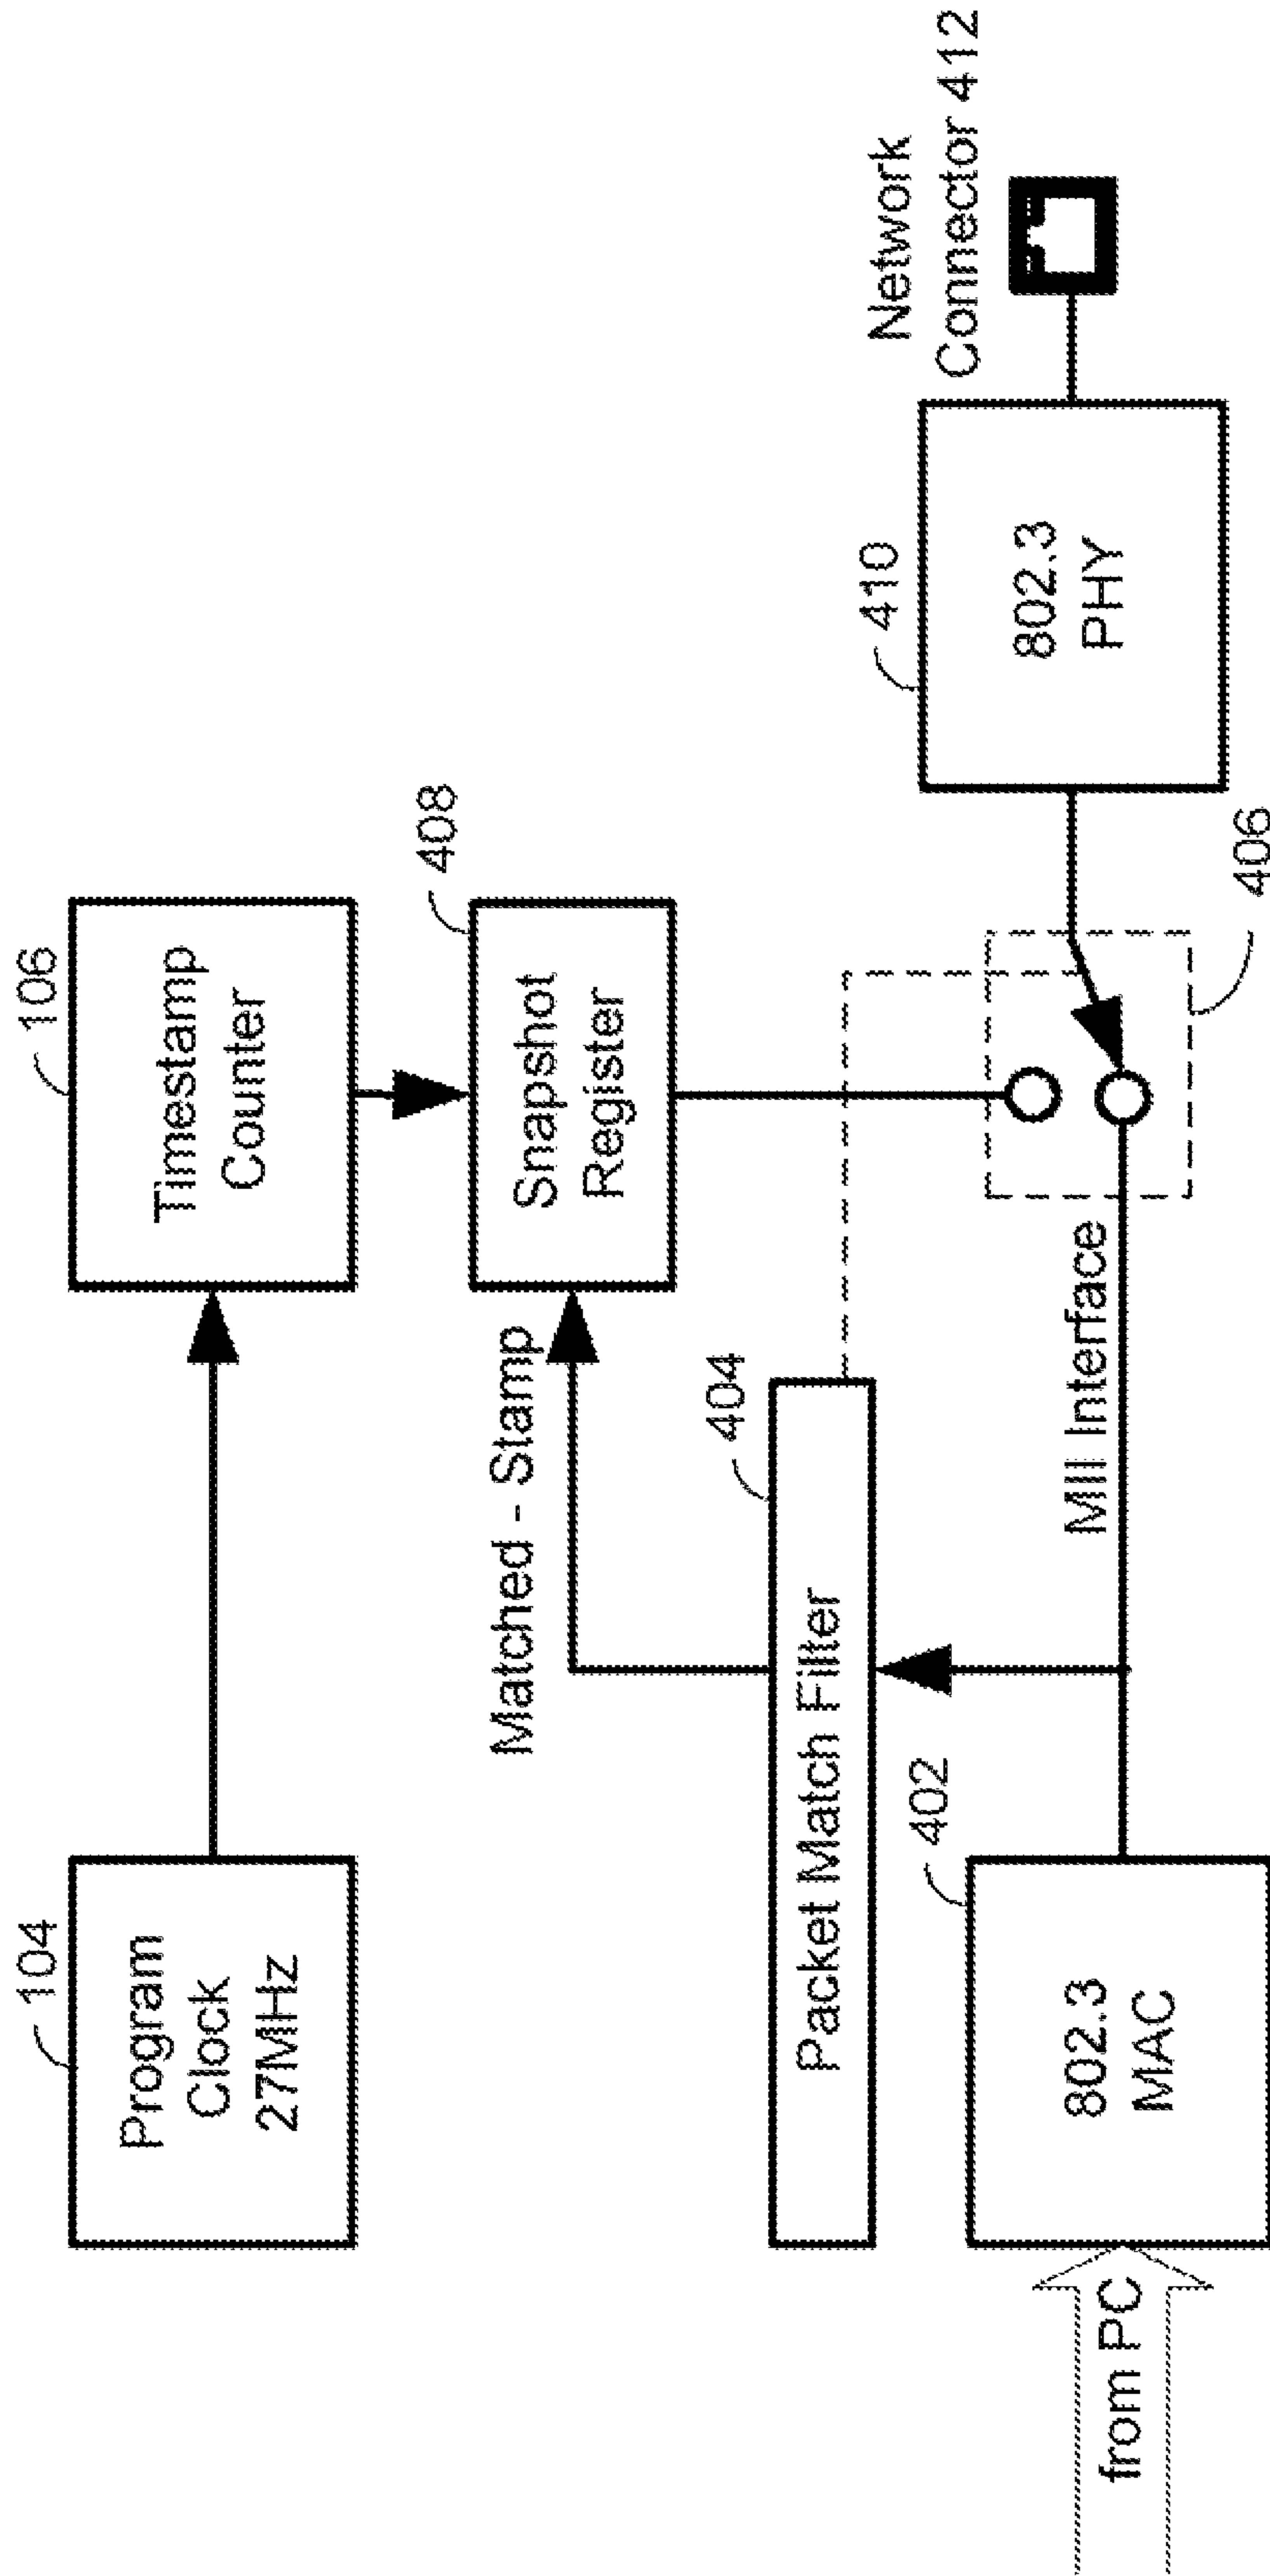 104
Program
Clock
27MHz
106
Timestamp
Counter
Matched - Stamp
408
Snapshot
Register
404
Packet Match Filter
402
802.3
MAC
from PC
MII Interface
406
410
802.3
PHY
Network
Connector 412